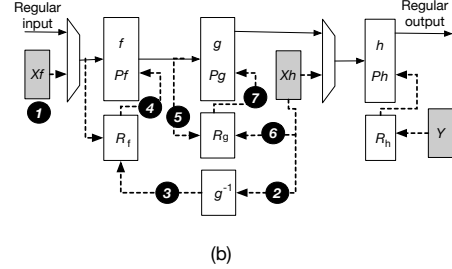 Regular input
Regular output
f
g
h
Xf
Pf
Pg
Xh
Ph
1
4
5
7
Rf
Rg
6
Rh
Y
3
g-1
2
(b)